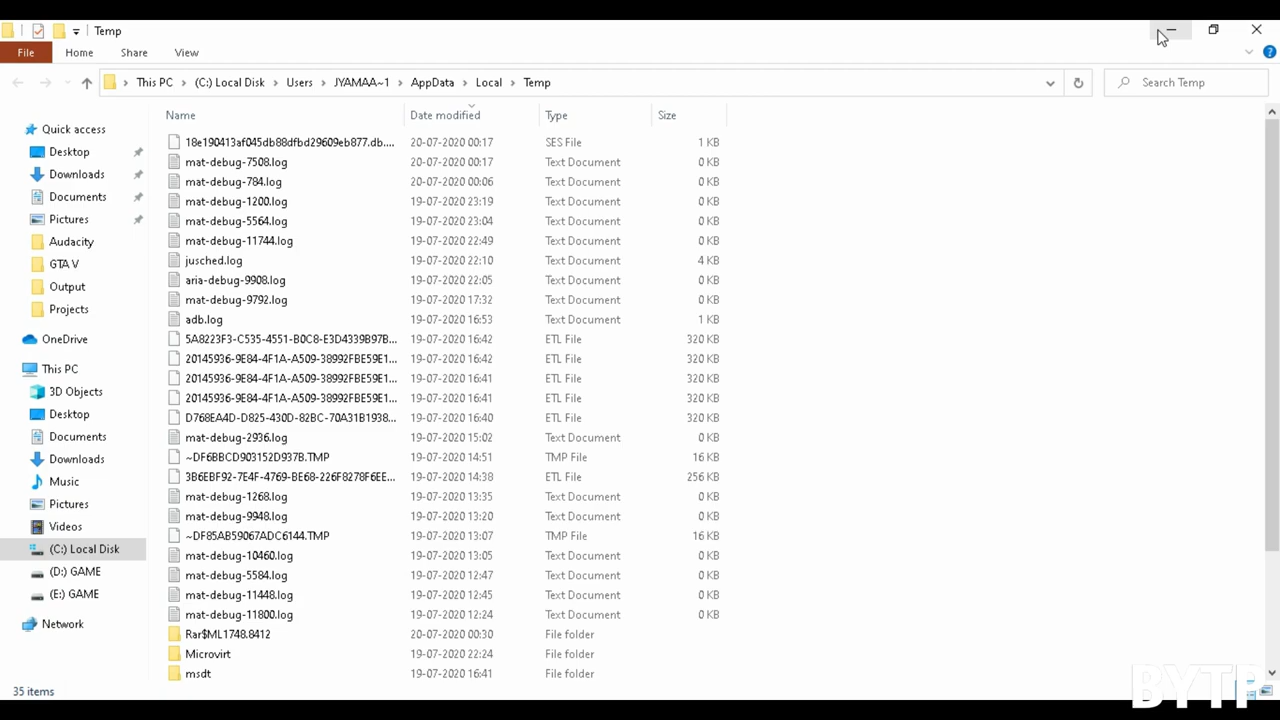 Temp
File Home Share View
This PC (C:) Local Disk Users JYAMAA~1 AppData Local Temp
Search Temp
Name Date modified Type Size
Quick access
Desktop
Downloads
Documents
Pictures
Audacity
GTA V
Output
Projects
OneDrive
This PC
3D Objects
Desktop
Documents
Downloads
Music
Pictures
Videos
(C:) Local Disk
(D:) GAME
(E:) GAME
Network
18e190413af045db88dfbd29609eb877.db.... 20-07-2020 00:17 SES File 1 KB
mat-debug-7508.log 20-07-2020 00:17 Text Document 0 KB
mat-debug-784.log 20-07-2020 00:06 Text Document 0 KB
mat-debug-1200.log 19-07-2020 23:19 Text Document 0 KB
mat-debug-5564.log 19-07-2020 23:04 Text Document 0 KB
mat-debug-11744.log 19-07-2020 22:49 Text Document 0 KB
jusched.log 19-07-2020 22:10 Text Document 4 KB
aria-debug-9908.log 19-07-2020 22:05 Text Document 0 KB
mat-debug-9792.log 19-07-2020 17:32 Text Document 0 KB
adb.log 19-07-2020 16:53 Text Document 1 KB
5A8223F3-C535-4551-B0C8-E3D4339B97B... 19-07-2020 16:42 ETL File 320 KB
20145936-9E84-4F1A-A509-38992FBE59E1... 19-07-2020 16:42 ETL File 320 KB
20145936-9E84-4F1A-A509-38992FBE59E1... 19-07-2020 16:41 ETL File 320 KB
20145936-9E84-4F1A-A509-38992FBE59E1... 19-07-2020 16:41 ETL File 320 KB
D768EA4D-D825-430D-82BC-70A31B1938... 19-07-2020 16:40 ETL File 320 KB
mat-debug-2936.log 19-07-2020 15:02 Text Document 0 KB
~DF6BBCD903152D937B.TMP 19-07-2020 14:51 TMP File 16 KB
3B6EBF92-7E4F-4769-BE68-226F8278F6EE... 19-07-2020 14:38 ETL File 256 KB
mat-debug-1268.log 19-07-2020 13:35 Text Document 0 KB
mat-debug-9948.log 19-07-2020 13:20 Text Document 0 KB
~DF85AB59067ADC6144.TMP 19-07-2020 13:07 TMP File 16 KB
mat-debug-10460.log 19-07-2020 13:05 Text Document 0 KB
mat-debug-5584.log 19-07-2020 12:47 Text Document 0 KB
mat-debug-11448.log 19-07-2020 12:45 Text Document 0 KB
mat-debug-11800.log 19-07-2020 12:24 Text Document 0 KB
Rar$ML1748.8412 20-07-2020 00:30 File folder
Microvirt 19-07-2020 22:24 File folder
msdt 19-07-2020 16:41 File folder
35 items
BYTP